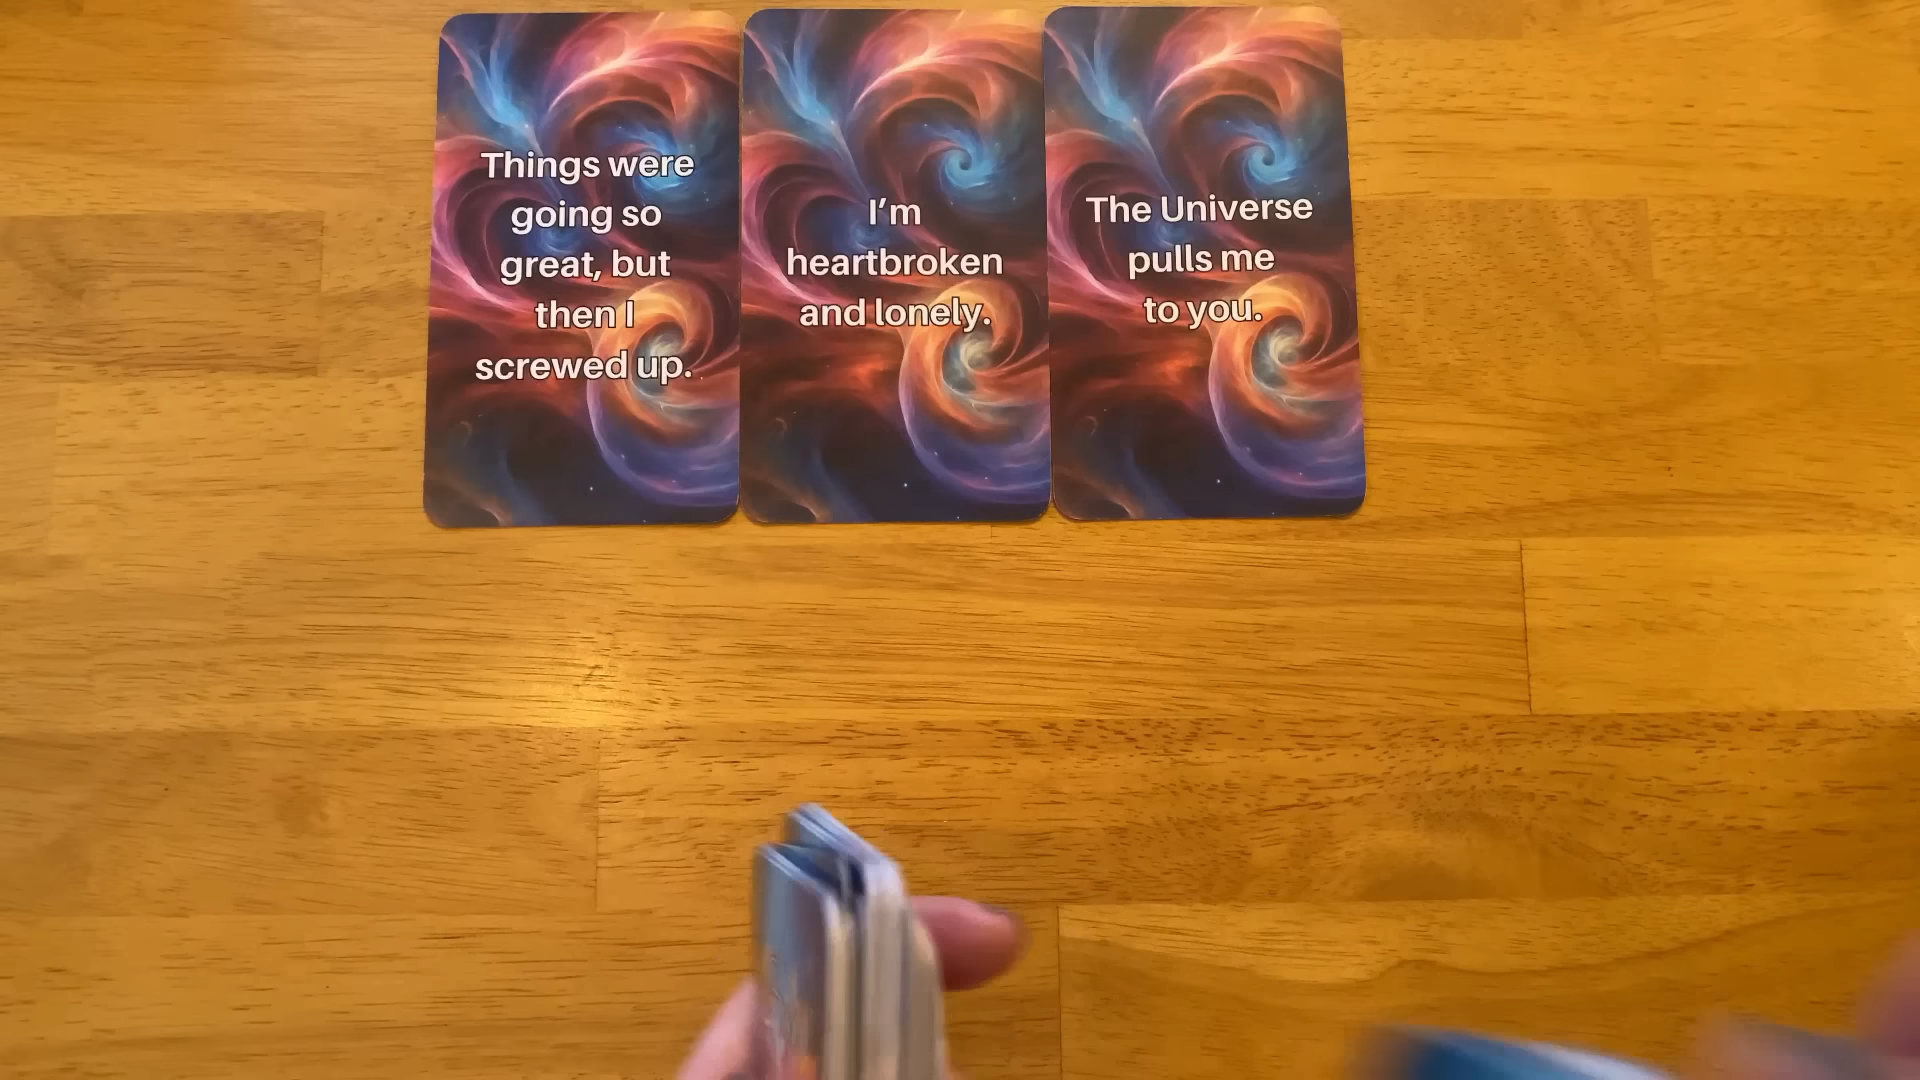 Things were
going so
great, but
then I
screwed up.
I'm
heartbroken
and lonely.
The Universe
pulls me
to you.